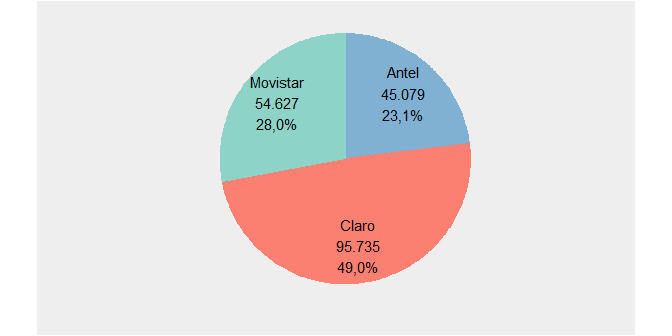 Antel
45.079
23,1%
Movistar
54.627
28,0%
Claro
95.735
49,0%